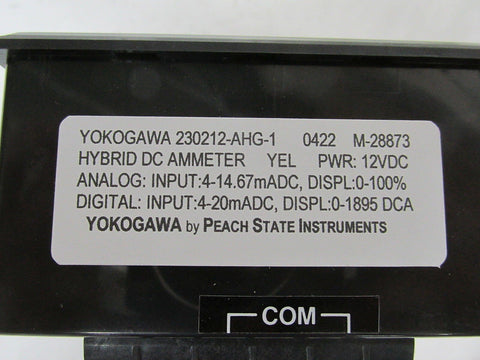 YOKOGAWA 230212-AHG-1 0422 M-28873
HYBRID DC AMMETER YEL PWR: 12VDC
ANALOG: INPUT:4-14.67mADC, DISPL:0-100%
DIGITAL: INPUT:4-20mADC, DISPL:0-1895 DCA
YOKOGAWA by PEACH STATE INSTRUMENTS
COM